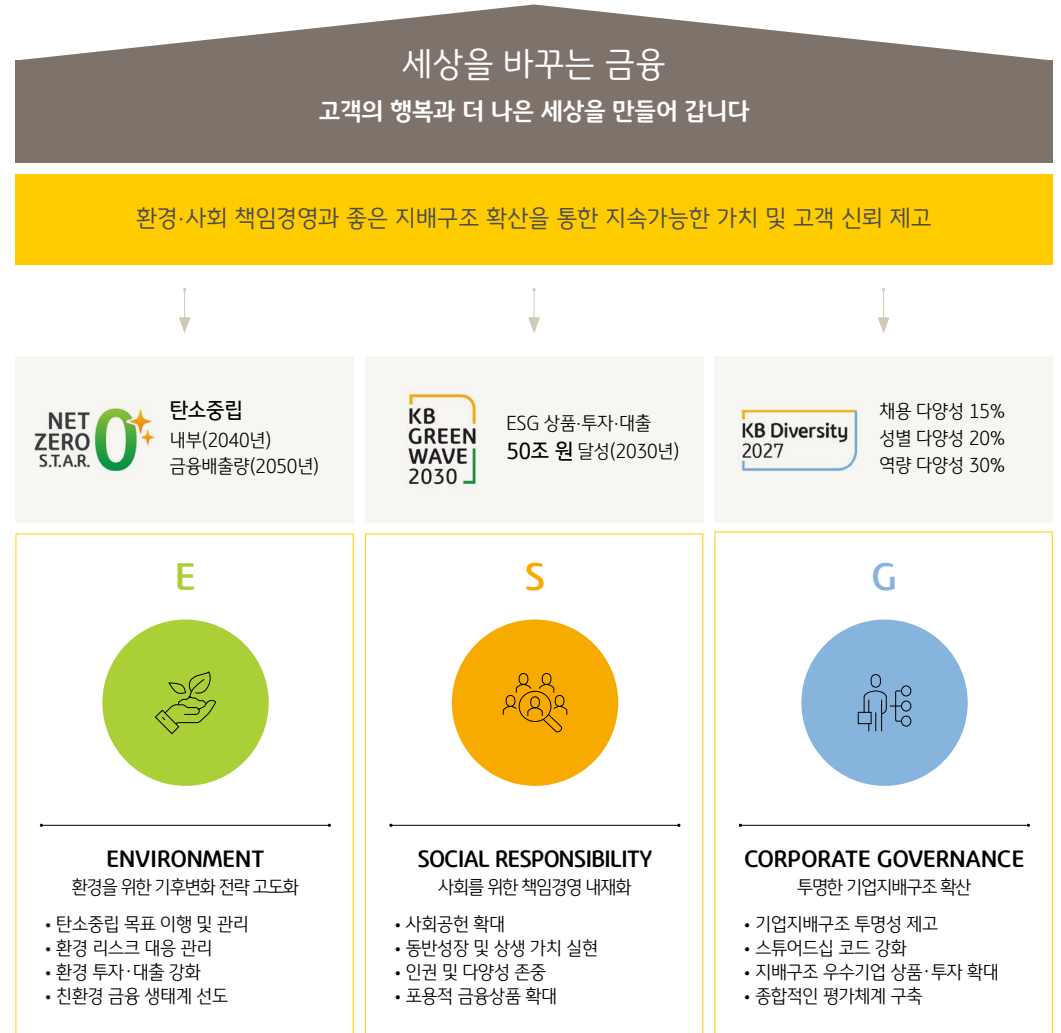 세상을 바꾸는 금융
고객의 행복과 더 나은 세상을 만들어 갑니다
환경·사회 책임경영과 좋은 지배구조 확산을 통한 지속가능한 가치 및 고객 신뢰 제고
NET
ZERO
S.T.A.R.
0
탄소중립
내부(2040년)
금융배출량(2050년)
KB
GREEN
WAVE
2030
ESG 상품·투자·대출
50조 원 달성(2030년)
KB Diversity
2027
채용 다양성 15%
성별 다양성 20%
역량 다양성 30%
E
ENVIRONMENT
환경을 위한 기후변화 전략 고도화
• 탄소중립 목표 이행 및 관리
• 환경 리스크 대응 관리
• 환경 투자·대출 강화
• 친환경 금융 생태계 선도
S
SOCIAL RESPONSIBILITY
사회를 위한 책임경영 내재화
• 사회공헌 확대
• 동반성장 및 상생 가치 실현
• 인권 및 다양성 존중
• 포용적 금융상품 확대
G
CORPORATE GOVERNANCE
투명한 기업지배구조 확산
• 기업지배구조 투명성 제고
• 스튜어드십 코드 강화
• 지배구조 우수기업 상품·투자 확대
• 종합적인 평가체계 구축